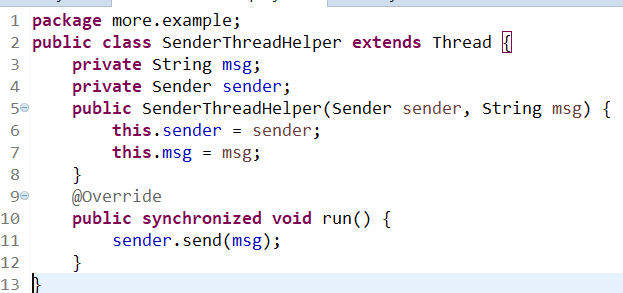 1 package more.example;
2 public class SenderThreadHelper extends Thread {
3     private String msg;
4     private Sender sender;
5     public SenderThreadHelper(Sender sender, String msg) {
6         this.sender = sender;
7         this.msg = msg;
8     }
9     @Override
10     public synchronized void run() {
11         sender.send(msg);
12     }
13 }